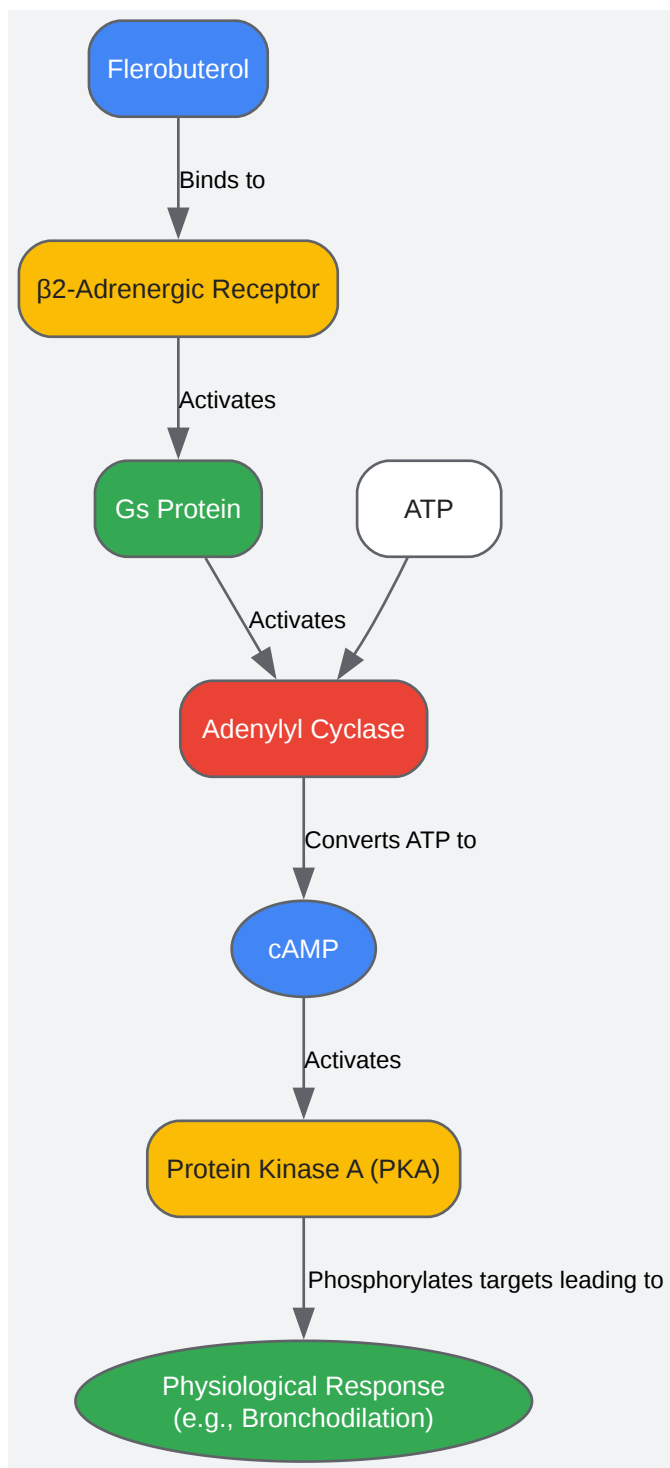 Flerobuterol
Binds to
β2-Adrenergic Receptor
Activates
Gs Protein
ATP
Activates
Adenylyl Cyclase
Converts ATP to
cAMP
Activates
Protein Kinase A (PKA)
Phosphorylates targets leading to
Physiological Response
(e.g., Bronchodilation)